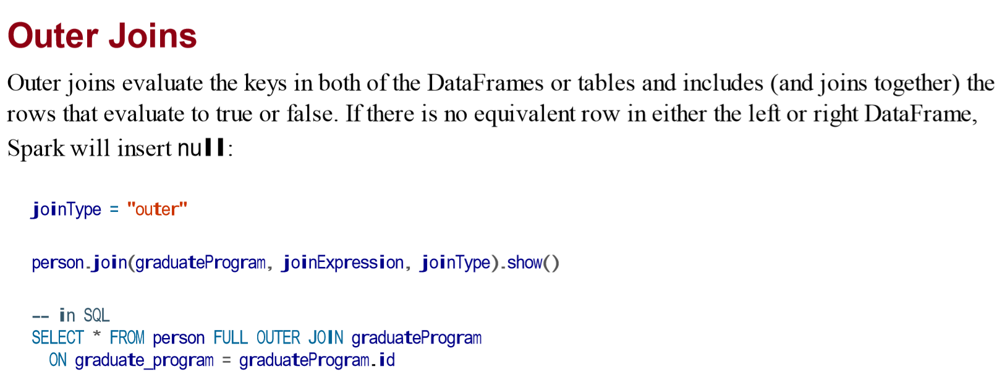 Outer Joins
Outer joins evaluate the keys in both of the DataFrames or tables and includes (and joins together) the
rows that evaluate to true or false. If there is no equivalent row in either the left or right DataFrame,
Spark will insert null:
joinType = "outer"
person.join(graduateProgram, joinExpression, joinType).show()
-- in SQL
SELECT * FROM person FULL OUTER JOIN graduateProgram
  ON graduate_program = graduateProgram.id